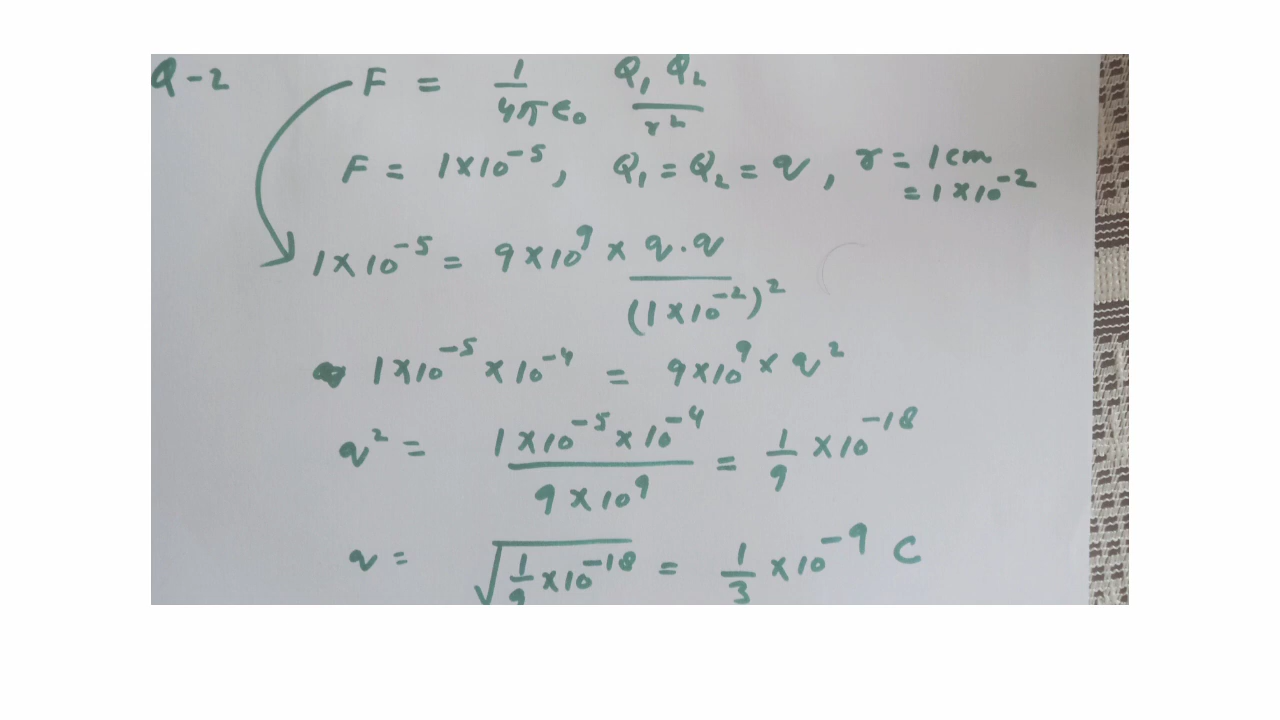 Q-2 F = 1/4πε₀ Q₁ Q₂/r²
F = 1×10⁻⁵, Q₁ = Q₂ = q, r = 1cm
= 1×10⁻²
1×10⁻⁵ = 9×10⁹ × q.q/(1×10⁻²)²
1×10⁻⁵ × 10⁻⁴ = 9×10⁹ × q²
q² = 1×10⁻⁵×10⁻⁴/9×10⁹ = 1/9 ×10⁻¹⁸
q = √(1/9 ×10⁻¹⁸) = 1/3 ×10⁻⁹ C